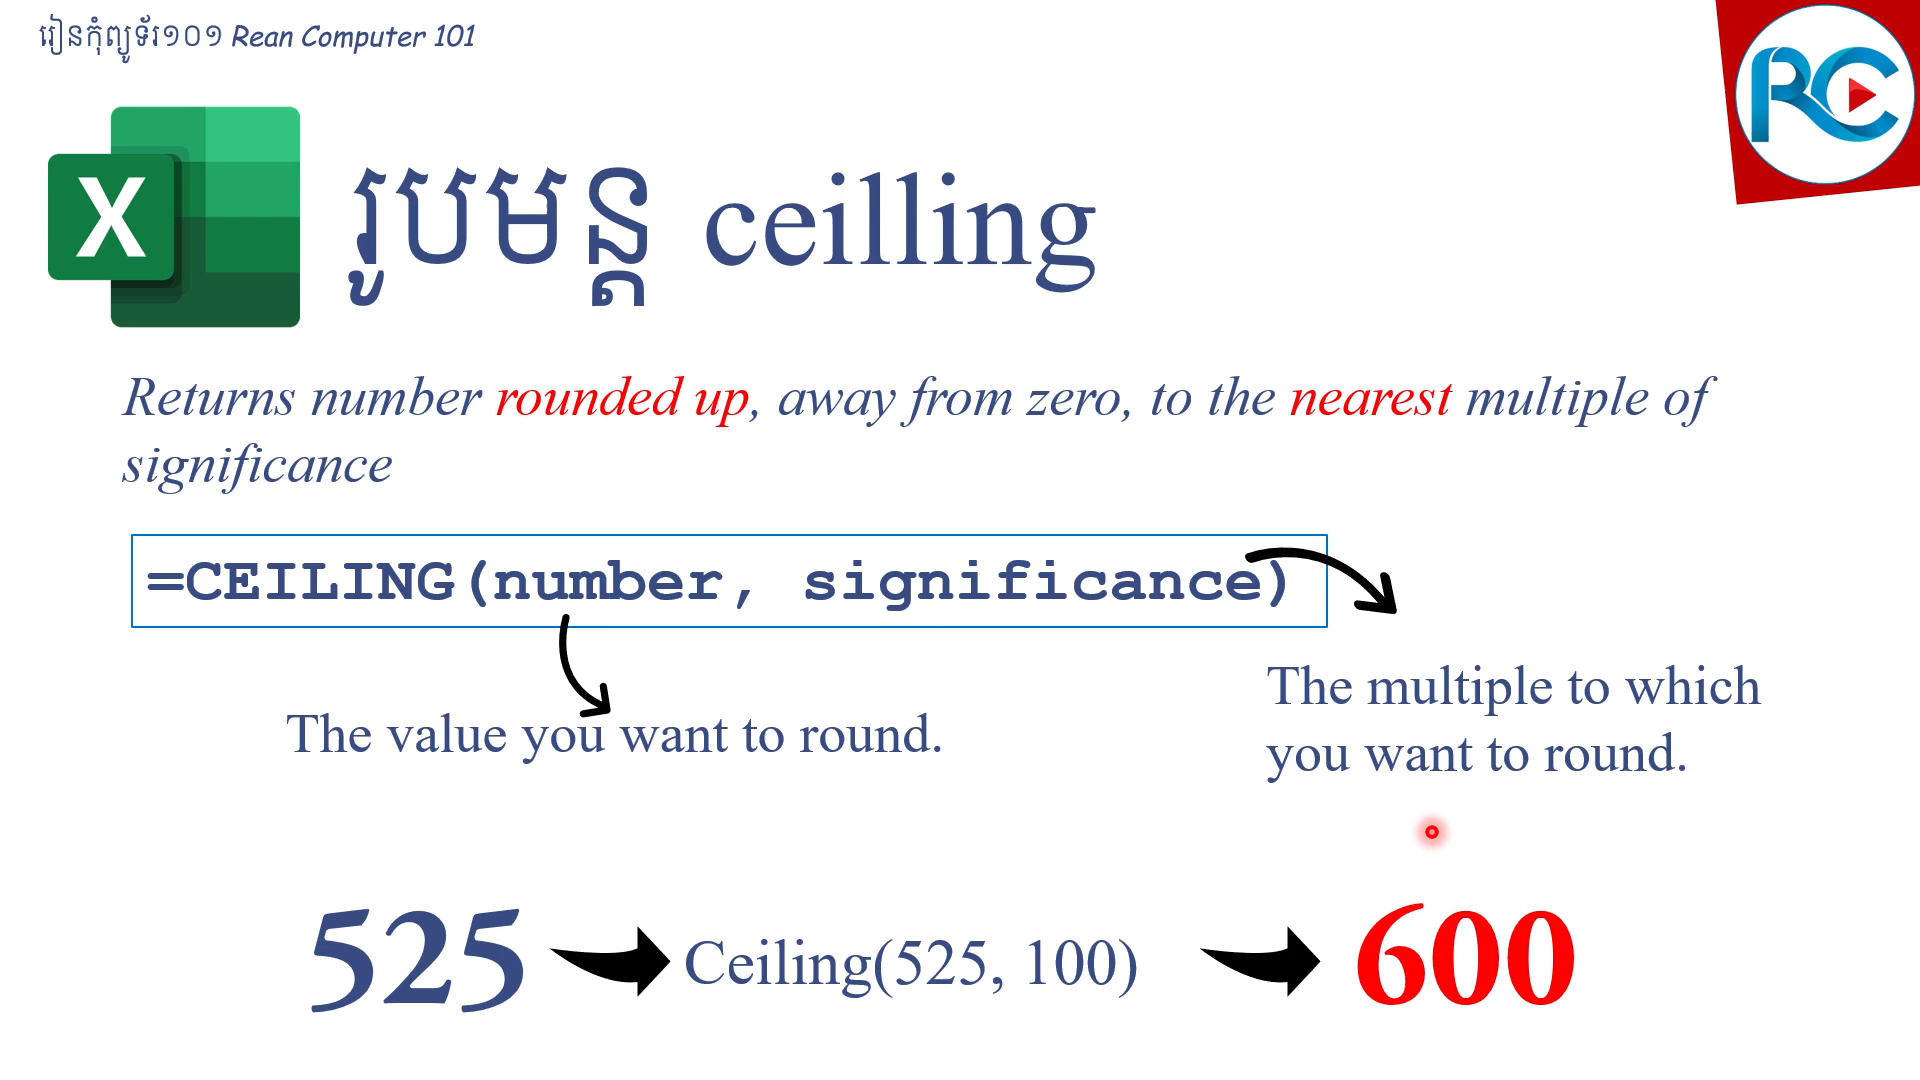 រៀនកុំព្យូទ័រ១០១ Rean Computer 101
RC
X
រូបមន្ត ceilling
Returns number rounded up, away from zero, to the nearest multiple of
significance
=CEILING(number, significance)
The value you want to round.
The multiple to which
you want to round.
525 Ceiling(525, 100) 600